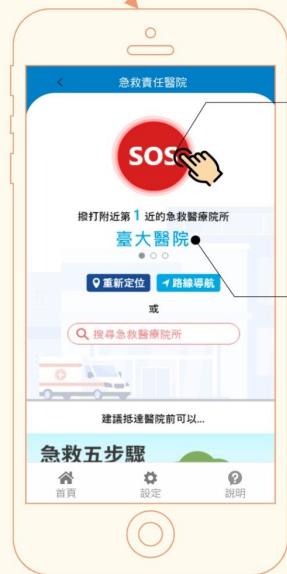 急救責任醫院
SOS
撥打附近第 1 近的急救醫療院所
臺大醫院
重新定位
路線導航
或
搜尋急救醫療院所
建議抵達醫院前可以...
急救五步驟
首頁
設定
說明